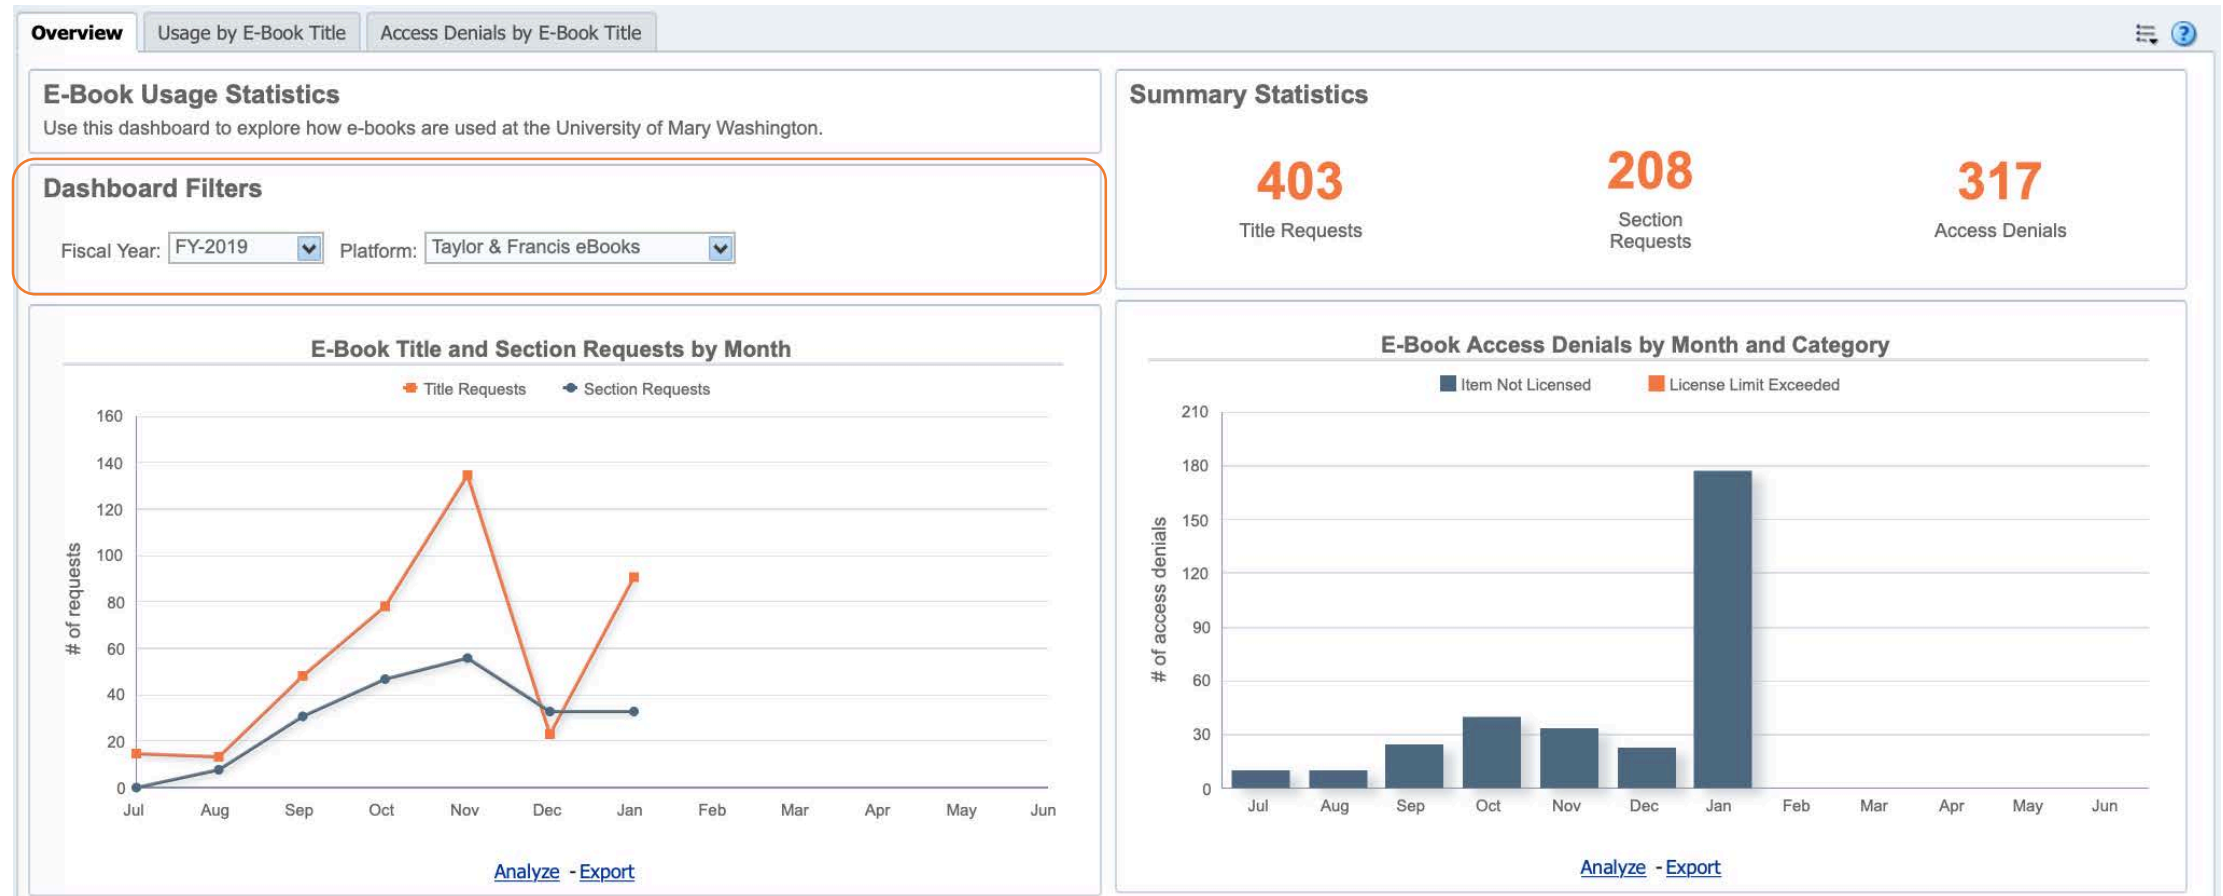 Overview
Usage by E-Book Title
Access Denials by E-Book Title
?
E-Book Usage Statistics
Use this dashboard to explore how e-books are used at the University of Mary Washington.
Dashboard Filters
Fiscal Year: FY-2019 Platform: Taylor & Francis eBooks
Summary Statistics
403
Title Requests
208
Section
Requests
317
Access Denials
E-Book Title and Section Requests by Month
Title Requests Section Requests
# of requests
160
140
120
100
80
60
40
20
0
Jul Aug Sep Oct Nov Dec Jan Feb Mar Apr May Jun
Analyze - Export
E-Book Access Denials by Month and Category
Item Not Licensed License Limit Exceeded
# of access denials
210
180
150
120
90
60
30
0
Jul Aug Sep Oct Nov Dec Jan Feb Mar Apr May Jun
Analyze - Export